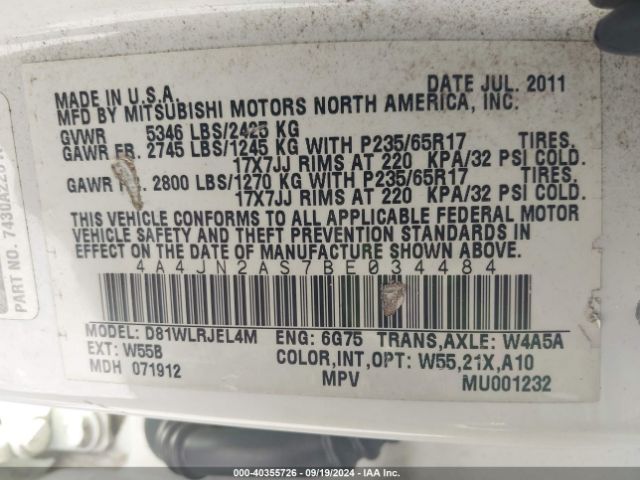 MADE IN U.S.A. DATE JUL. 2011
MFD BY MITSUBISHI MOTORS NORTH AMERICA, INC.
GVWR 5346 LBS/2425 KG
GAWR FR. 2745 LBS/1245 KG WITH P235/65R17 TIRES,
17X7JJ RIMS AT 220 KPA/32 PSI COLD.
GAWR RR. 2800 LBS/1270 KG WITH P235/65R17 TIRES,
17X7JJ RIMS AT 220 KPA/32 PSI COLD.
THIS VEHICLE CONFORMS TO ALL APPLICABLE FEDERAL MOTOR
VEHICLE SAFETY AND THEFT PREVENTION STANDARDS IN
EFFECT ON THE DATE OF MANUFACTURE SHOWN ABOVE.
4A4JN2AS7BE034484
MODEL: D81WLRJEL4M ENG: 6G75 TRANS,AXLE: W4A5A
EXT: W55B COLOR,INT,OPT: W55,21X,A10
MDH 071912 MPV MU001232
PART NO. 7430A226
000-40355726 - 09/19/2024 - IAA Inc.